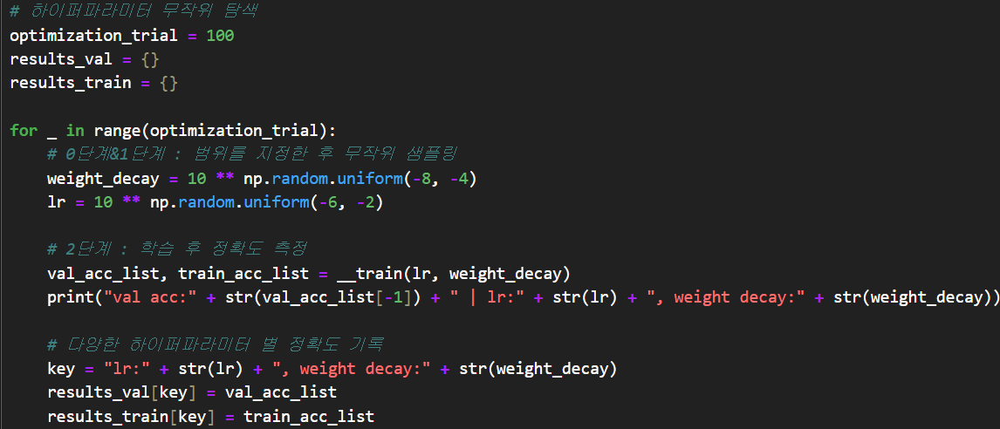 # 하이퍼파라미터 무작위 탐색
optimization_trial = 100
results_val = {}
results_train = {}

for _ in range(optimization_trial):
    # 0단계&1단계 : 범위를 지정한 후 무작위 샘플링
    weight_decay = 10 ** np.random.uniform(-8, -4)
    lr = 10 ** np.random.uniform(-6, -2)

    # 2단계 : 학습 후 정확도 측정
    val_acc_list, train_acc_list = __train(lr, weight_decay)
    print("val acc:" + str(val_acc_list[-1]) + " | lr:" + str(lr) + ", weight decay:" + str(weight_decay))

    # 다양한 하이퍼파라미터 별 정확도 기록
    key = "lr:" + str(lr) + ", weight decay:" + str(weight_decay)
    results_val[key] = val_acc_list
    results_train[key] = train_acc_list